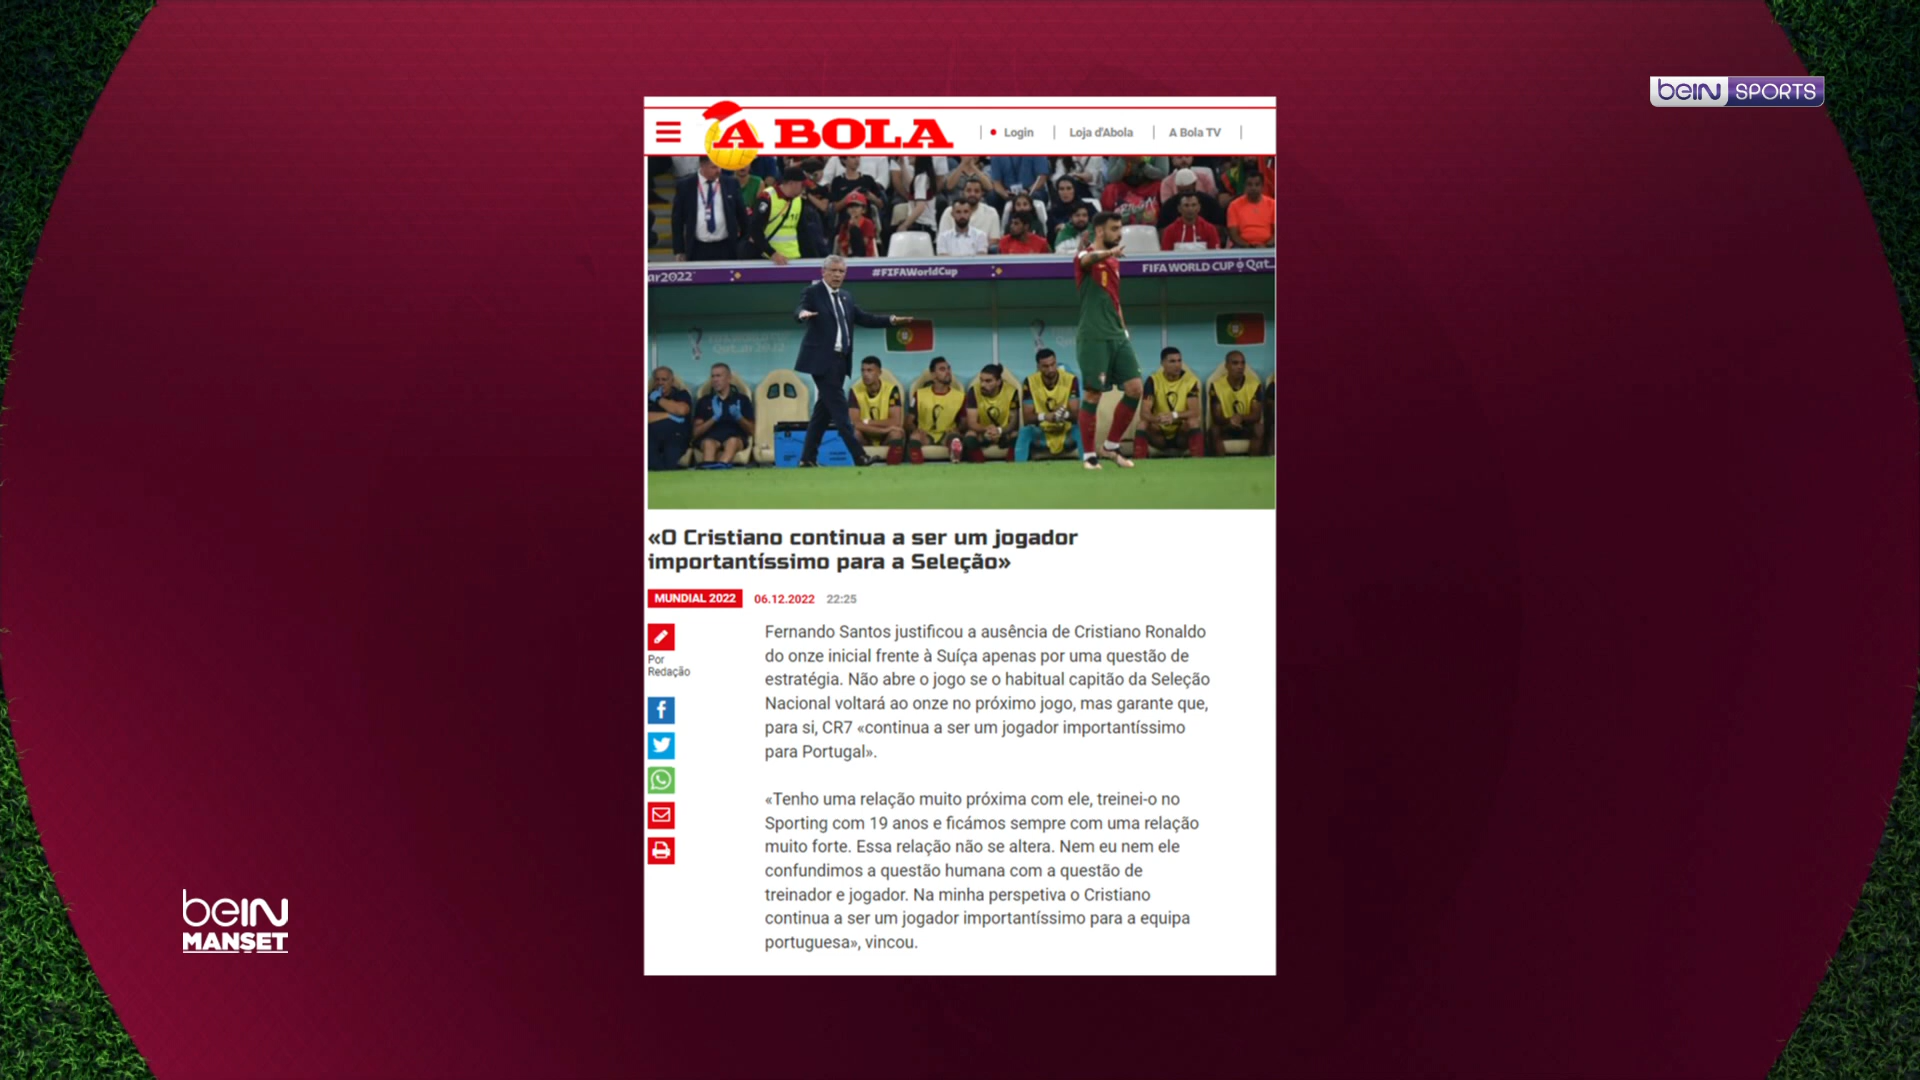 beIN SPORTS
A BOLA
Login
Loja d'Abola
A Bola TV
ar2022
#FIFAWorldCup
FIFA WORLD CUP Qat
«O Cristiano continua a ser um jogador
importantíssimo para a Seleção»
MUNDIAL 2022 06.12.2022 22:25
Por
Redação
Fernando Santos justificou a ausência de Cristiano Ronaldo
do onze inicial frente à Suíça apenas por uma questão de
estratégia. Não abre o jogo se o habitual capitão da Seleção
Nacional voltará ao onze no próximo jogo, mas garante que,
para si, CR7 «continua a ser um jogador importantíssimo
para Portugal».
«Tenho uma relação muito próxima com ele, treinei-o no
Sporting com 19 anos e ficámos sempre com uma relação
muito forte. Essa relação não se altera. Nem eu nem ele
confundimos a questão humana com a questão de
treinador e jogador. Na minha perspetiva o Cristiano
continua a ser um jogador importantíssimo para a equipa
portuguesa», vincou.
beIN
MANŞET